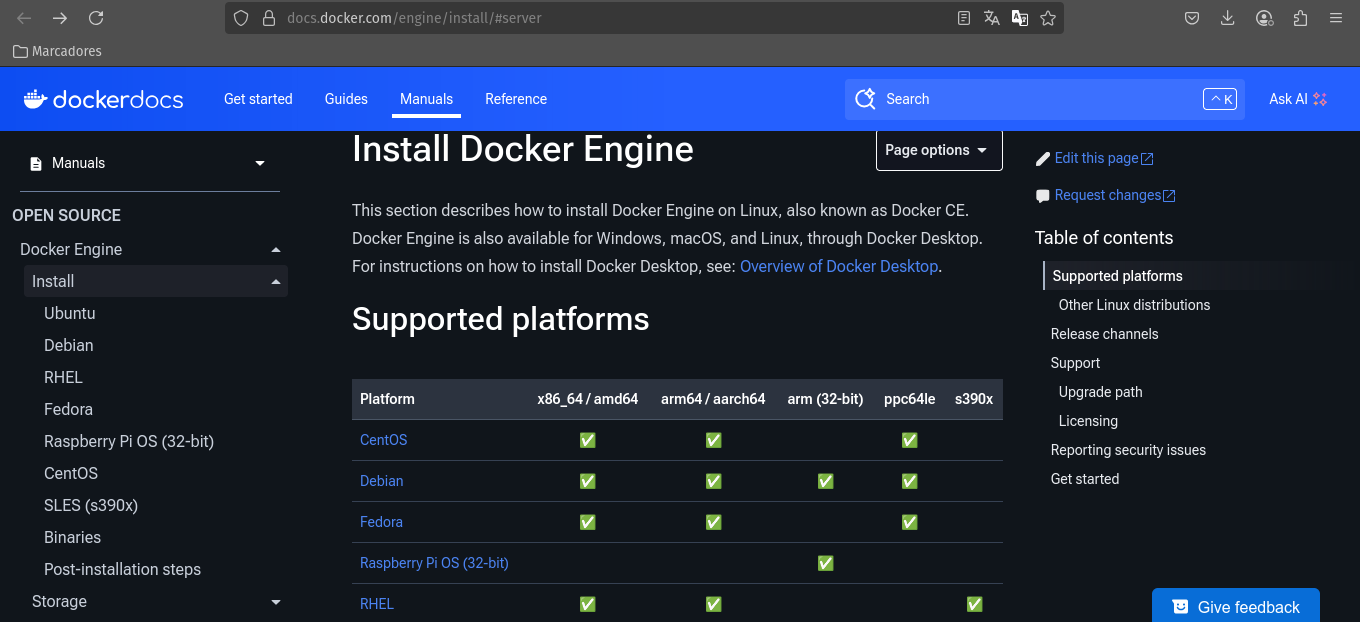 docs.docker.com/engine/install/#server
Marcadores
dockerdocs
Get started
Guides
Manuals
Reference
Search
^ K
Ask AI
Manuals
OPEN SOURCE
Docker Engine
Install
Ubuntu
Debian
RHEL
Fedora
Raspberry Pi OS (32-bit)
CentOS
SLES (s390x)
Binaries
Post-installation steps
Storage
Install Docker Engine
Page options
This section describes how to install Docker Engine on Linux, also known as Docker CE.
Docker Engine is also available for Windows, macOS, and Linux, through Docker Desktop.
For instructions on how to install Docker Desktop, see: Overview of Docker Desktop.
Supported platforms
Platform x86_64 / amd64 arm64 / aarch64 arm (32-bit) ppc64le s390x
CentOS ✅ ✅ ✅
Debian ✅ ✅ ✅ ✅
Fedora ✅ ✅ ✅
Raspberry Pi OS (32-bit) ✅
RHEL ✅ ✅ ✅
Edit this page
Request changes
Table of contents
Supported platforms
Other Linux distributions
Release channels
Support
Upgrade path
Licensing
Reporting security issues
Get started
Give feedback